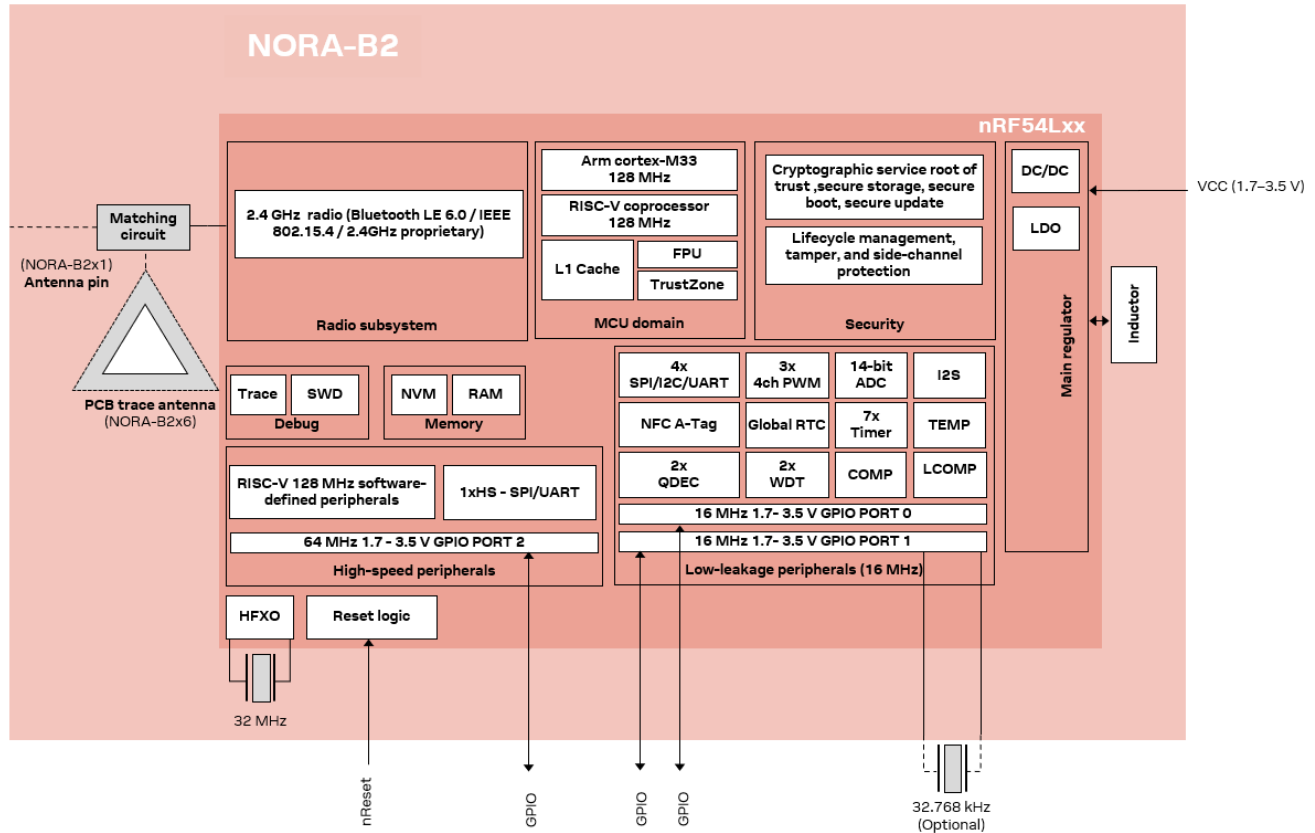 NORA-B2
nRF54Lxx
2.4 GHz radio (Bluetooth LE 6.0 / IEEE
802.15.4 / 2.4GHz proprietary)
Radio subsystem
Arm cortex-M33
128 MHz
RISC-V coprocessor
128 MHz
L1 Cache
FPU
TrustZone
MCU domain
Cryptographic service root of
trust ,secure storage, secure
boot, secure update
Lifecycle management,
tamper, and side-channel
protection
Security
DC/DC
LDO
Main regulator
VCC (1.7–3.5 V)
Inductor
Matching
circuit
(NORA-B2x1)
Antenna pin
PCB trace antenna
(NORA-B2x6)
Trace
SWD
Debug
NVM
RAM
Memory
4x
SPI/I2C/UART
3x
4ch PWM
14-bit
ADC
I2S
NFC A-Tag
Global RTC
7x
Timer
TEMP
2x
QDEC
2x
WDT
COMP
LCOMP
16 MHz 1.7- 3.5 V GPIO PORT 0
16 MHz 1.7- 3.5 V GPIO PORT 1
Low-leakage peripherals (16 MHz)
RISC-V 128 MHz software-
defined peripherals
1xHS - SPI/UART
64 MHz 1.7 - 3.5 V GPIO PORT 2
High-speed peripherals
HFXO
Reset logic
32 MHz
nReset
GPIO
GPIO
GPIO
32.768 kHz
(Optional)